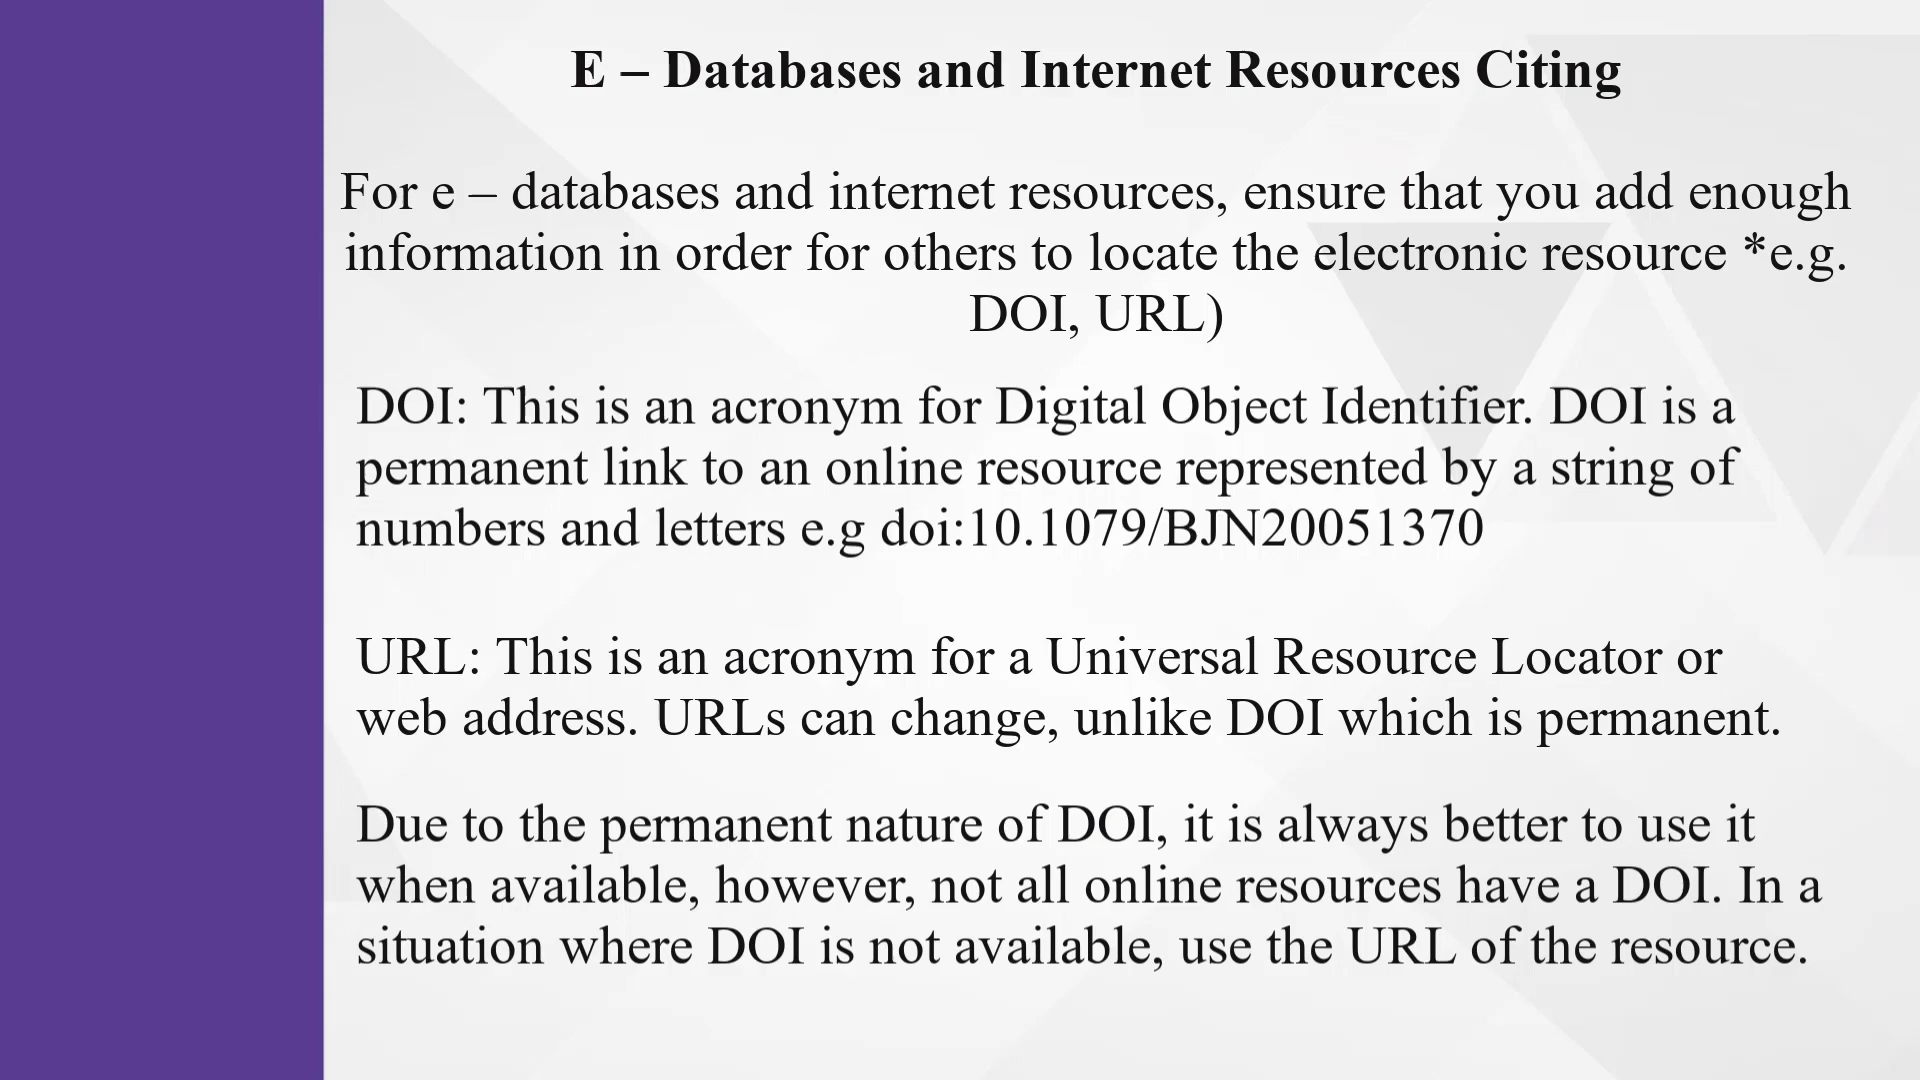 E – Databases and Internet Resources Citing
For e – databases and internet resources, ensure that you add enough
information in order for others to locate the electronic resource *e.g.
DOI, URL)
DOI: This is an acronym for Digital Object Identifier. DOI is a
permanent link to an online resource represented by a string of
numbers and letters e.g doi:10.1079/BJN20051370
URL: This is an acronym for a Universal Resource Locator or
web address. URLs can change, unlike DOI which is permanent.
Due to the permanent nature of DOI, it is always better to use it
when available, however, not all online resources have a DOI. In a
situation where DOI is not available, use the URL of the resource.